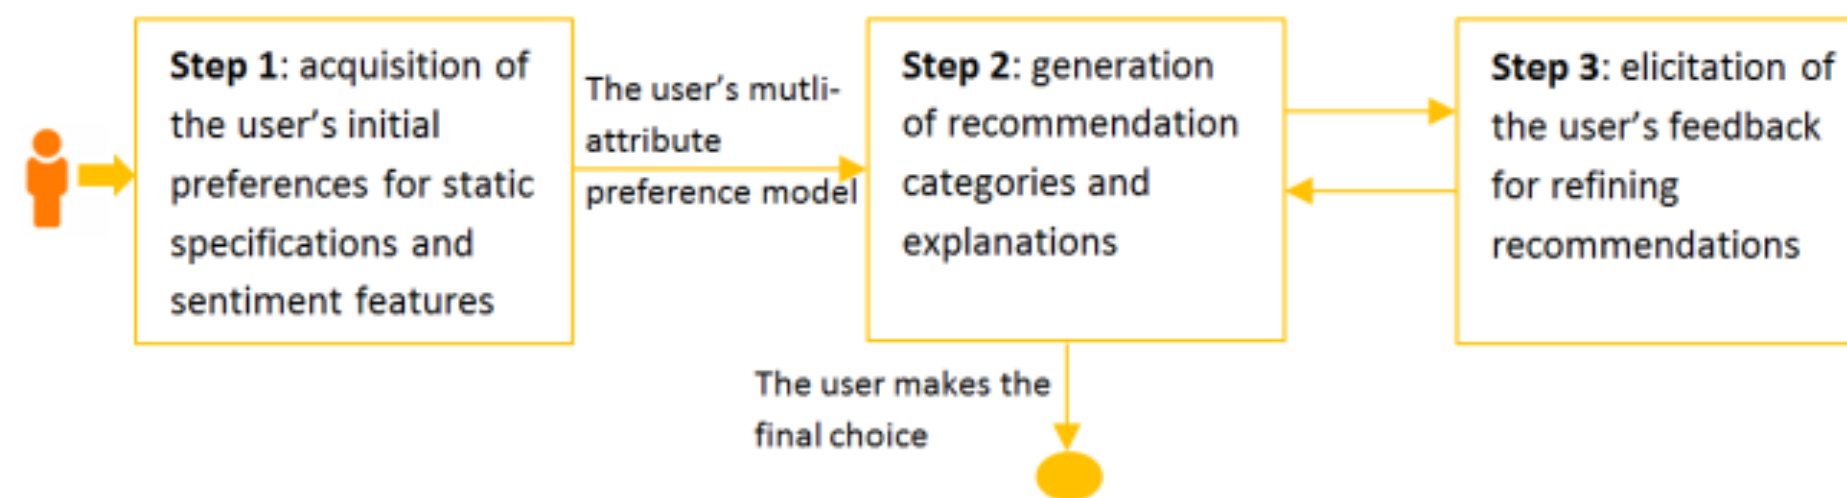 Step 1: acquisition of
the user's initial
preferences for static
specifications and
sentiment features
The user's mutli-
attribute
preference model
Step 2: generation
of recommendation
categories and
explanations
Step 3: elicitation of
the user's feedback
for refining
recommendations
The user makes the
final choice